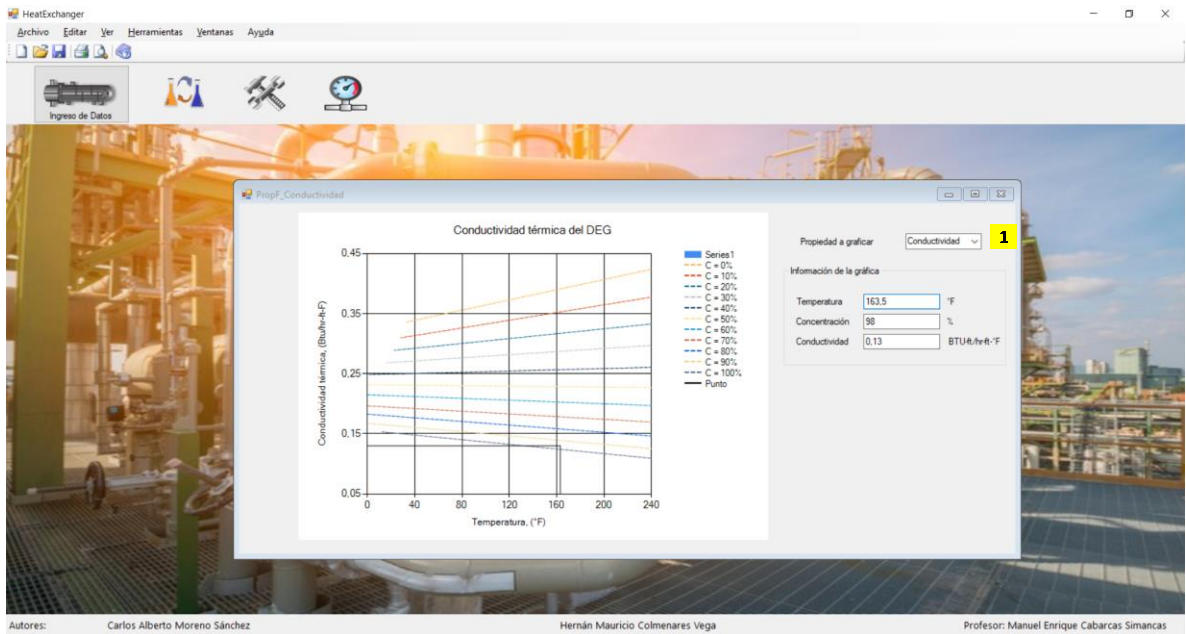 HeatExchanger
Archivo Editar Ver Herramientas Ventanas Ayuda
Ingreso de Datos
PropF_Conductividad
Conductividad térmica del DEG
Conductividad térmica, (Btu/hr-ft-F)
0,45
0,35
0,25
0,15
0,05
0 40 80 120 160 200 240
Temperatura, (°F)
Series1
C = 0%
C = 10%
C = 20%
C = 30%
C = 40%
C = 50%
C = 60%
C = 70%
C = 80%
C = 90%
C = 100%
Punto
Propiedad a graficar Conductividad 1
Información de la gráfica
Temperatura 163,5 °F
Concentración 98 %
Conductividad 0,13 BTU-ft/hr-ft-°F
Autores: Carlos Alberto Moreno Sánchez Hernán Mauricio Colmenares Vega Profesor: Manuel Enrique Cabarcas Simancas